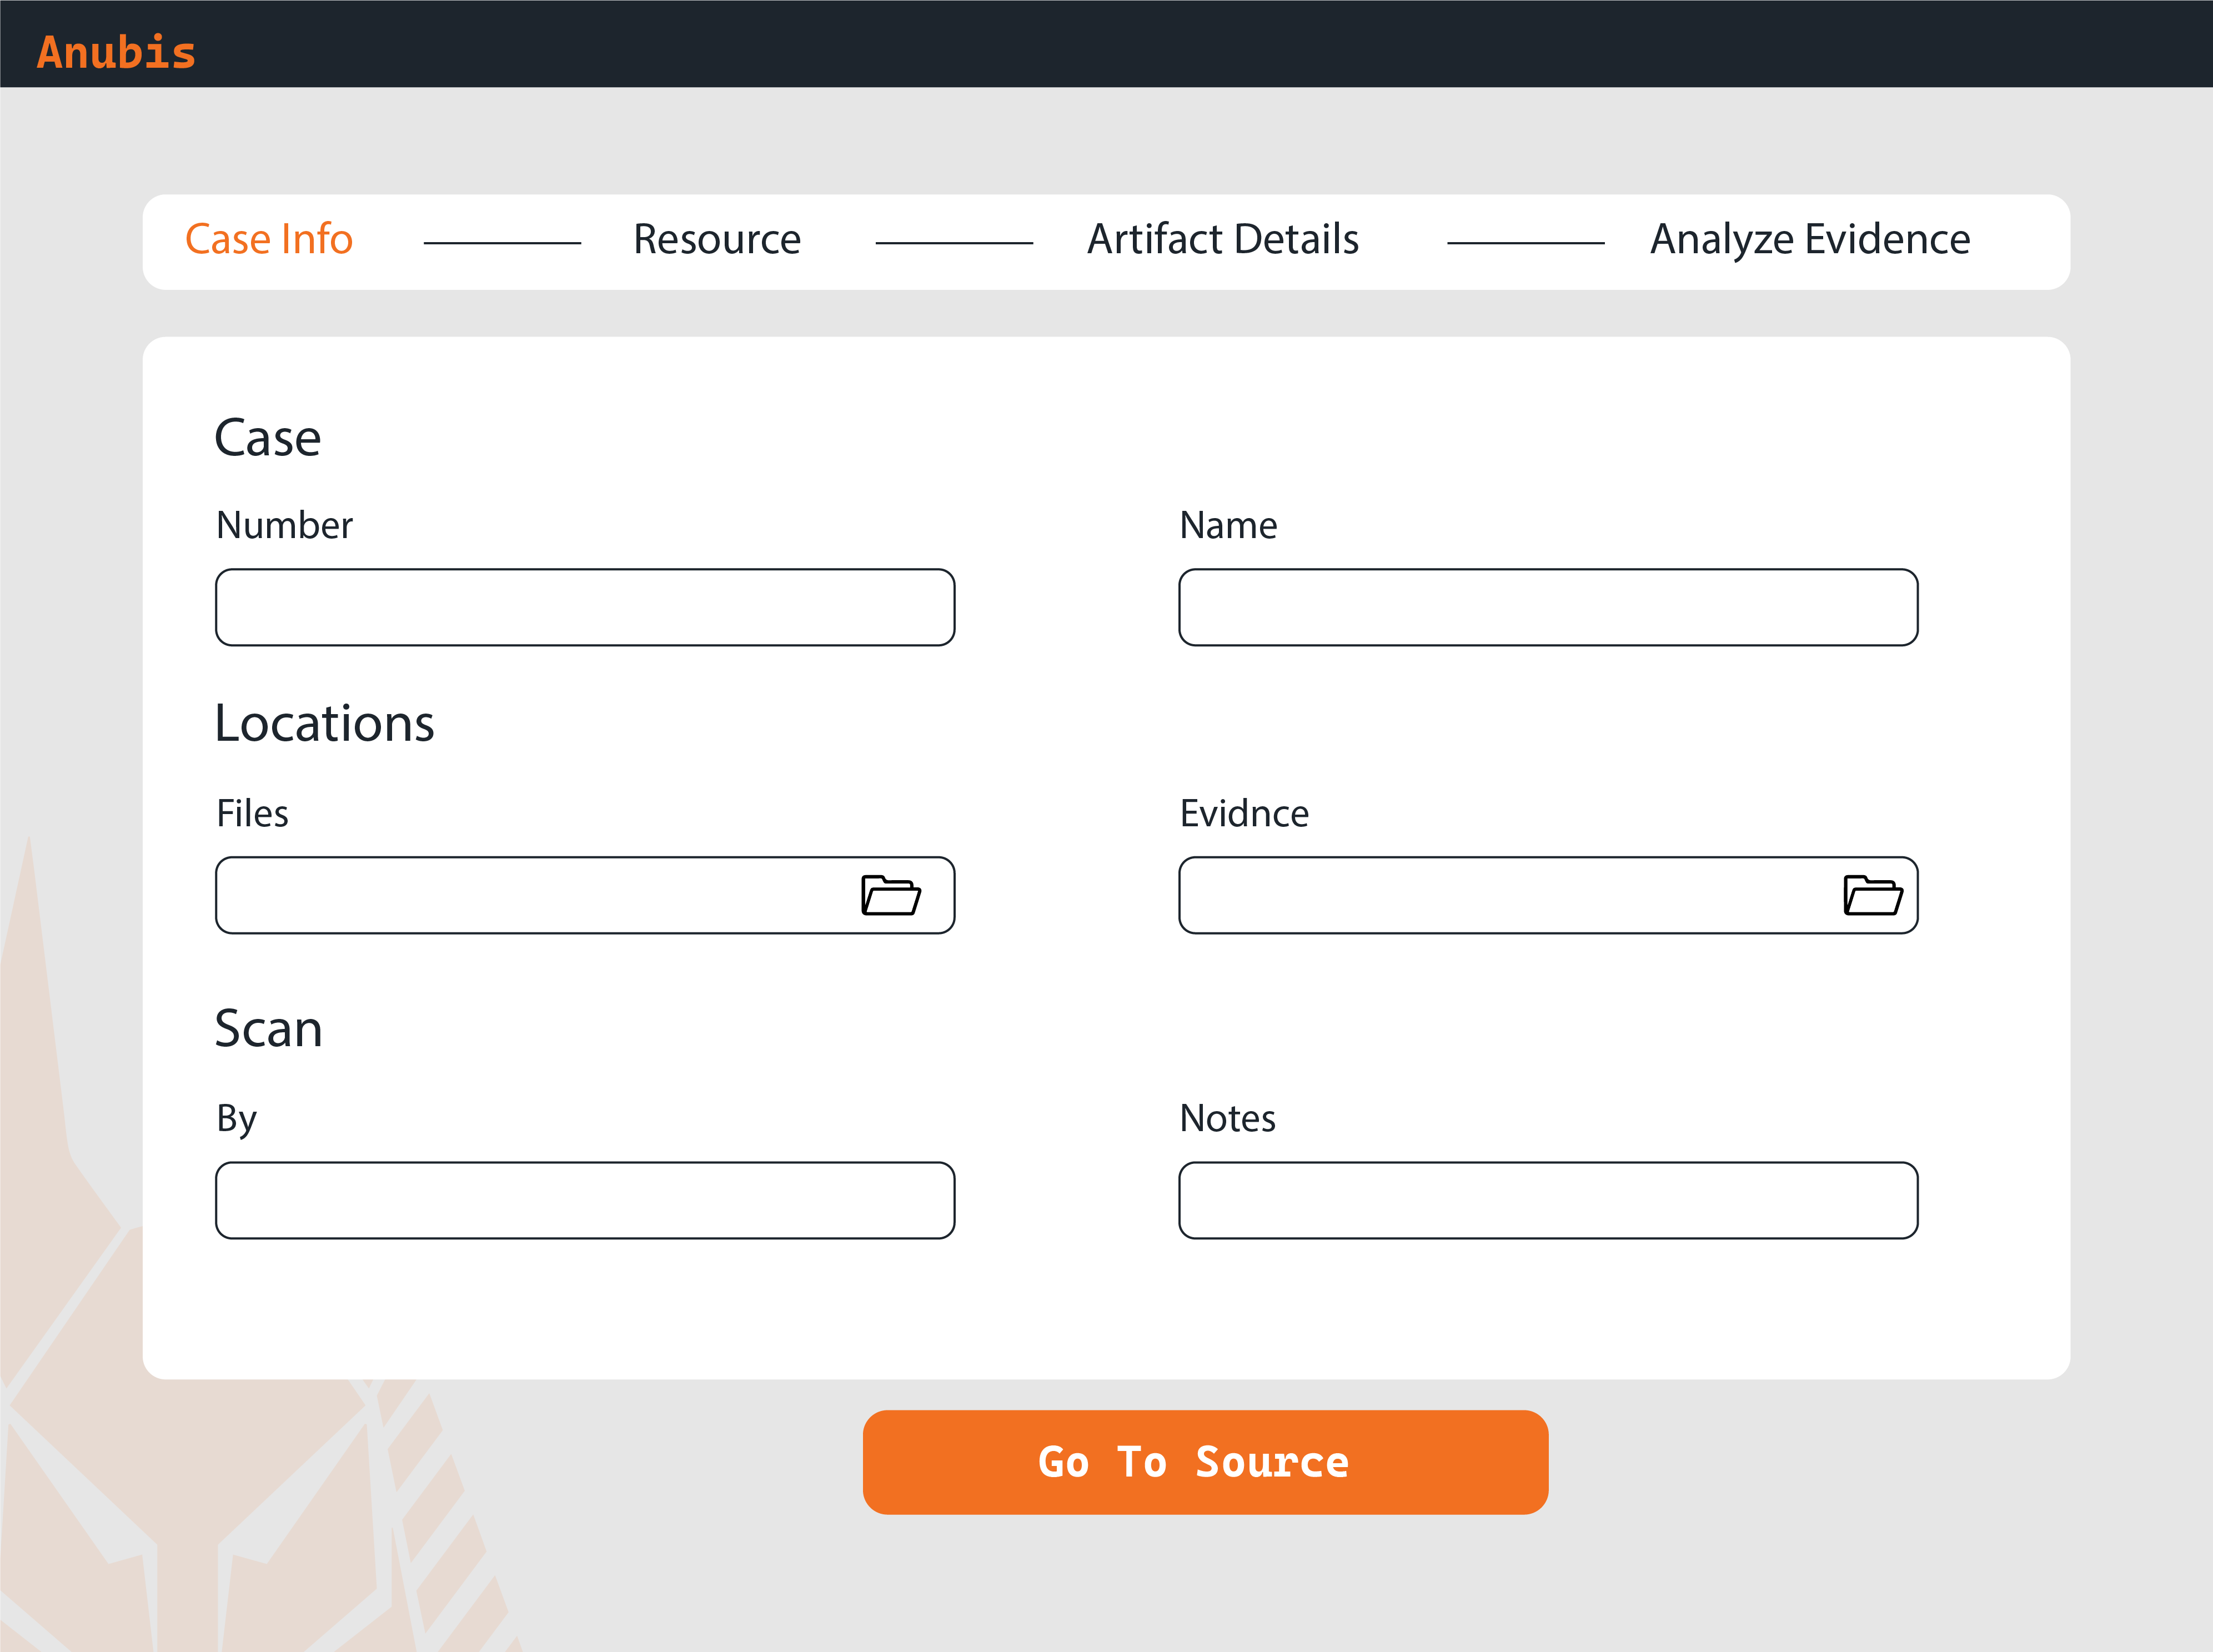 Anubis
Case Info Resource Artifact Details Analyze Evidence
Case
Number Name
Locations
Files Evidnce
Scan
By Notes
Go To Source